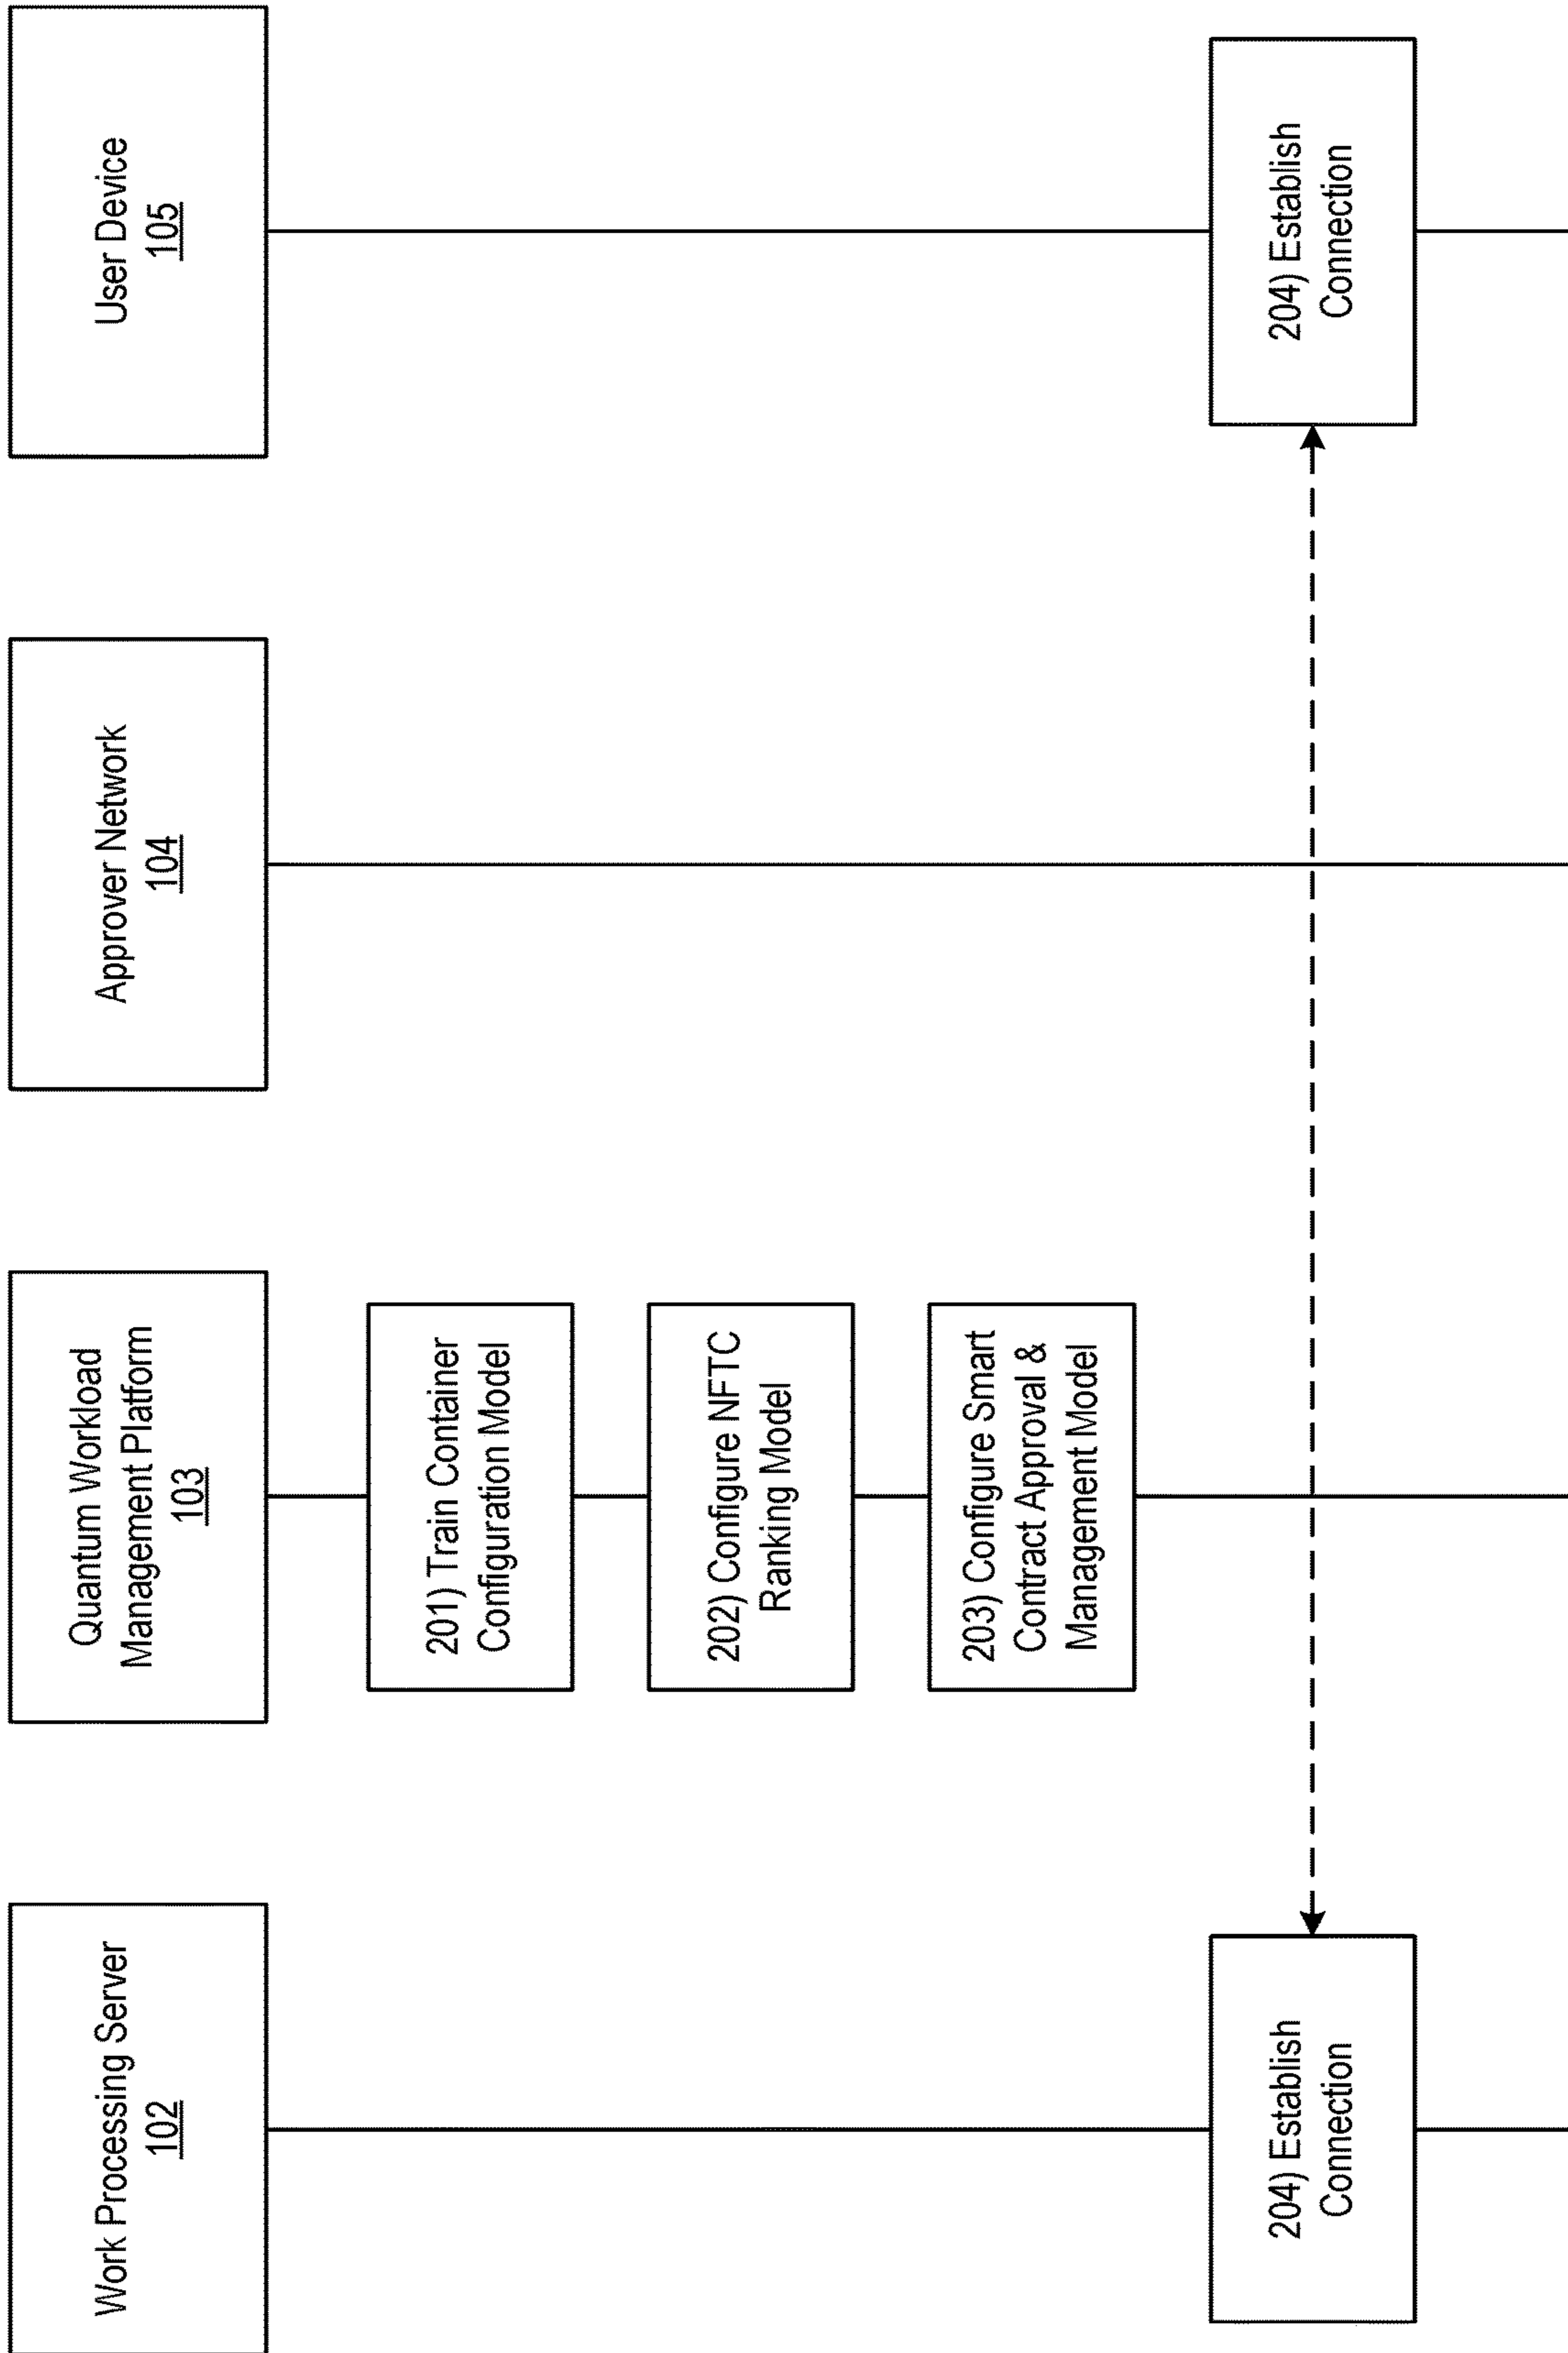 Work Processing Server
102
Quantum Workload
Management Platform
103
Approver Network
104
User Device
105
201) Train Container
Configuration Model
202) Configure NFTC
Ranking Model
203) Configure Smart
Contract Approval &
Management Model
204) Establish
Connection
204) Establish
Connection